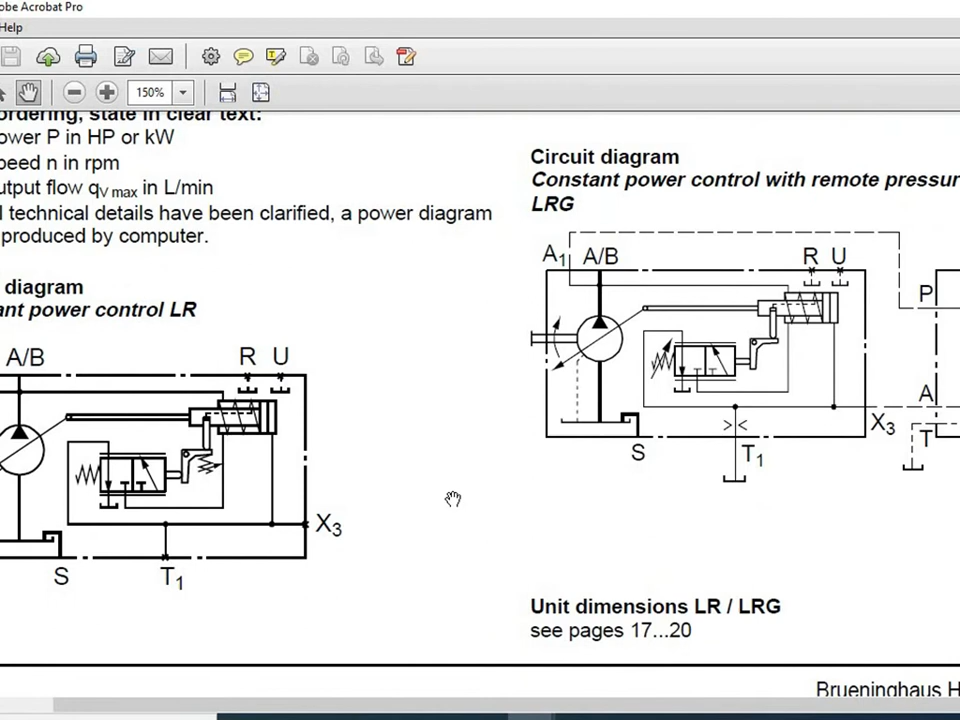 obe Acrobat Pro
Help
150%
ordering, state in clear text:
ower P in HP or kW
peed n in rpm
utput flow qV max in L/min
l technical details have been clarified, a power diagram
produced by computer.
diagram
ant power control LR
A/B
R
U
X3
S
T1
Circuit diagram
Constant power control with remote pressur
LRG
A1
A/B
R
U
P
A
X3
T
S
T1
Unit dimensions LR / LRG
see pages 17...20
Brueninghaus H